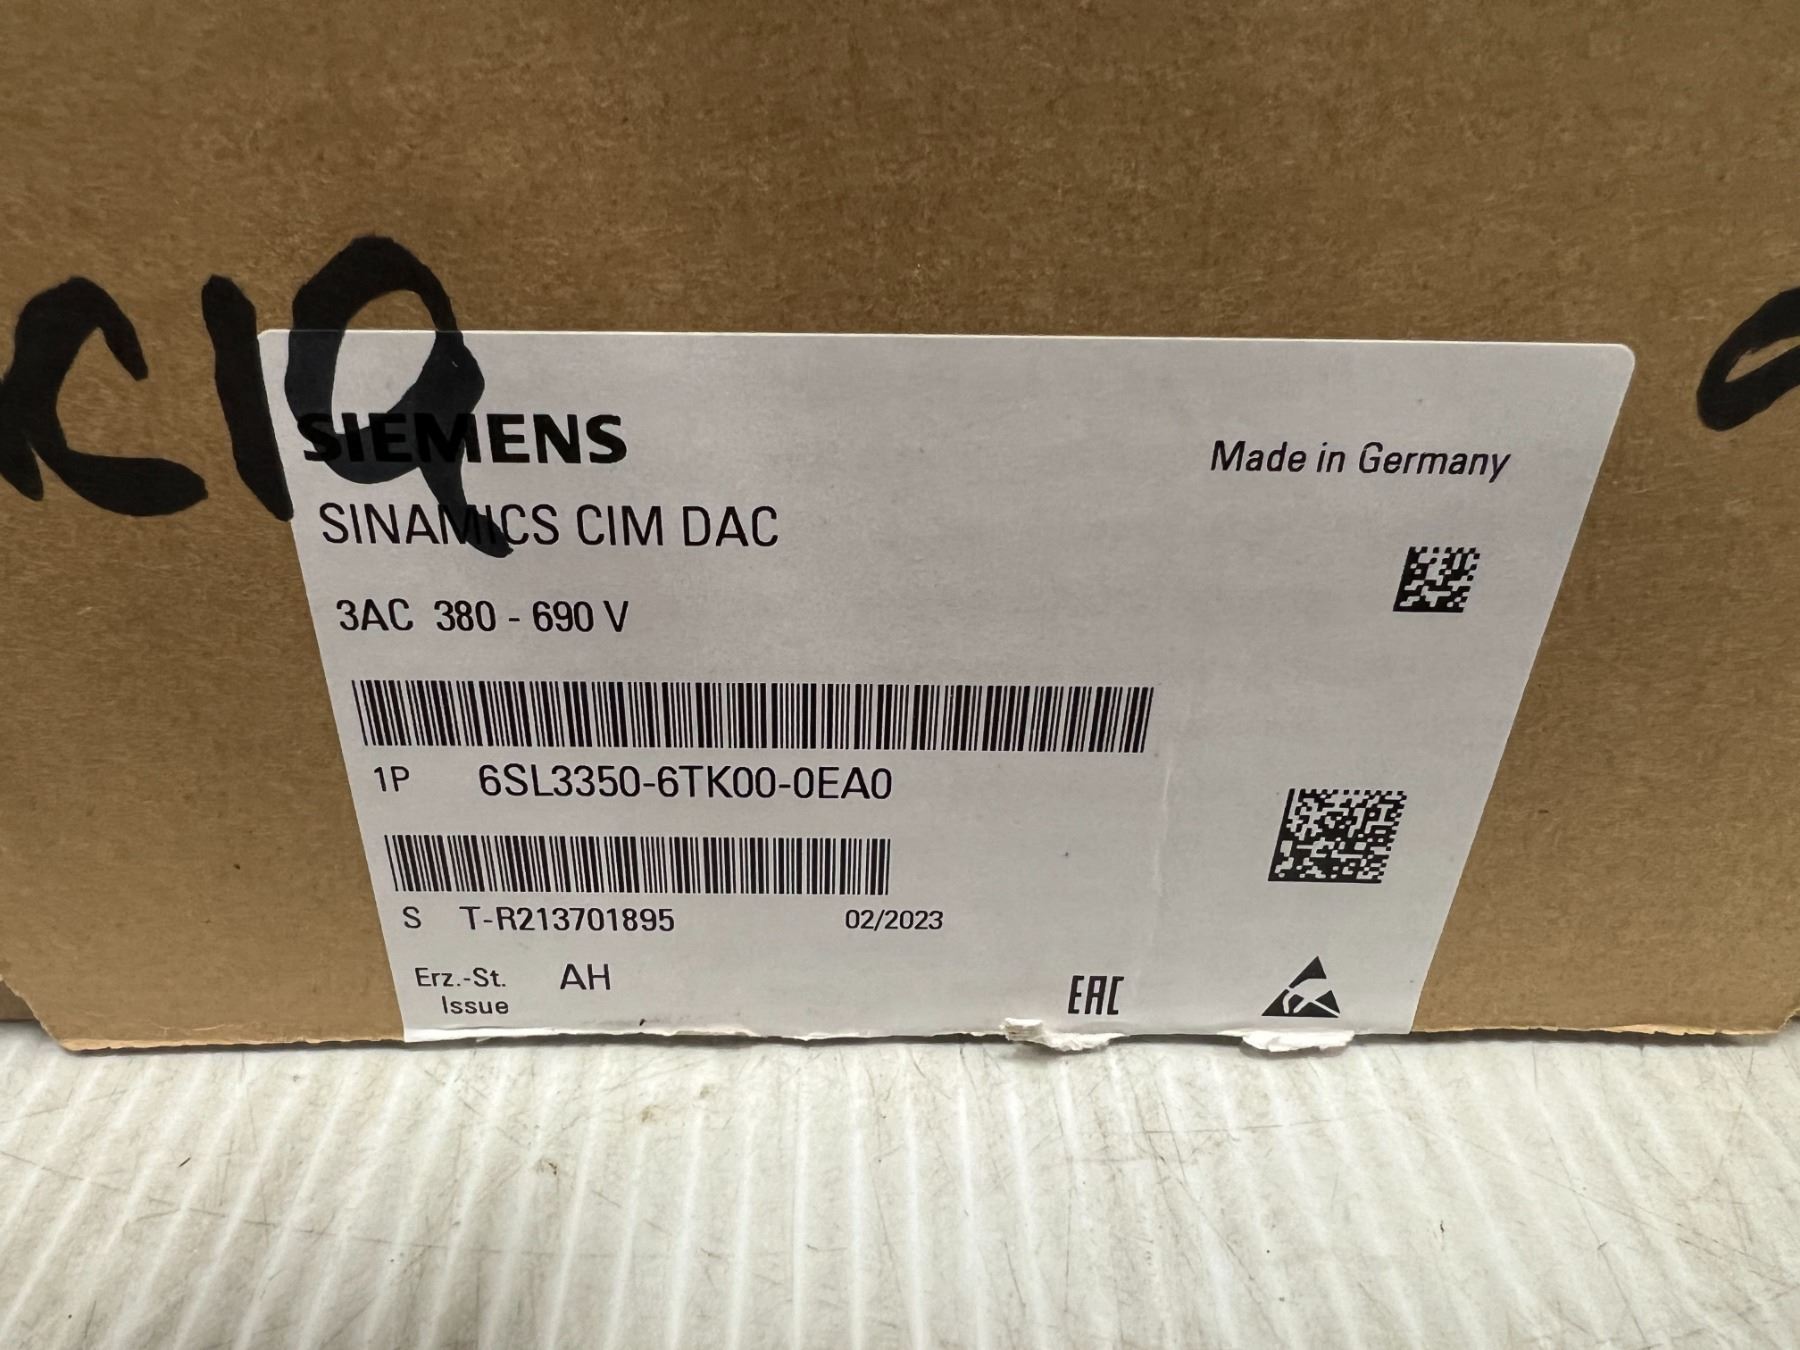 SIEMENS
Made in Germany
SINAMICS CIM DAC
3AC 380 - 690 V
1P 6SL3350-6TK00-0EA0
S T-R213701895 02/2023
Erz.-St. AH
Issue
EAC